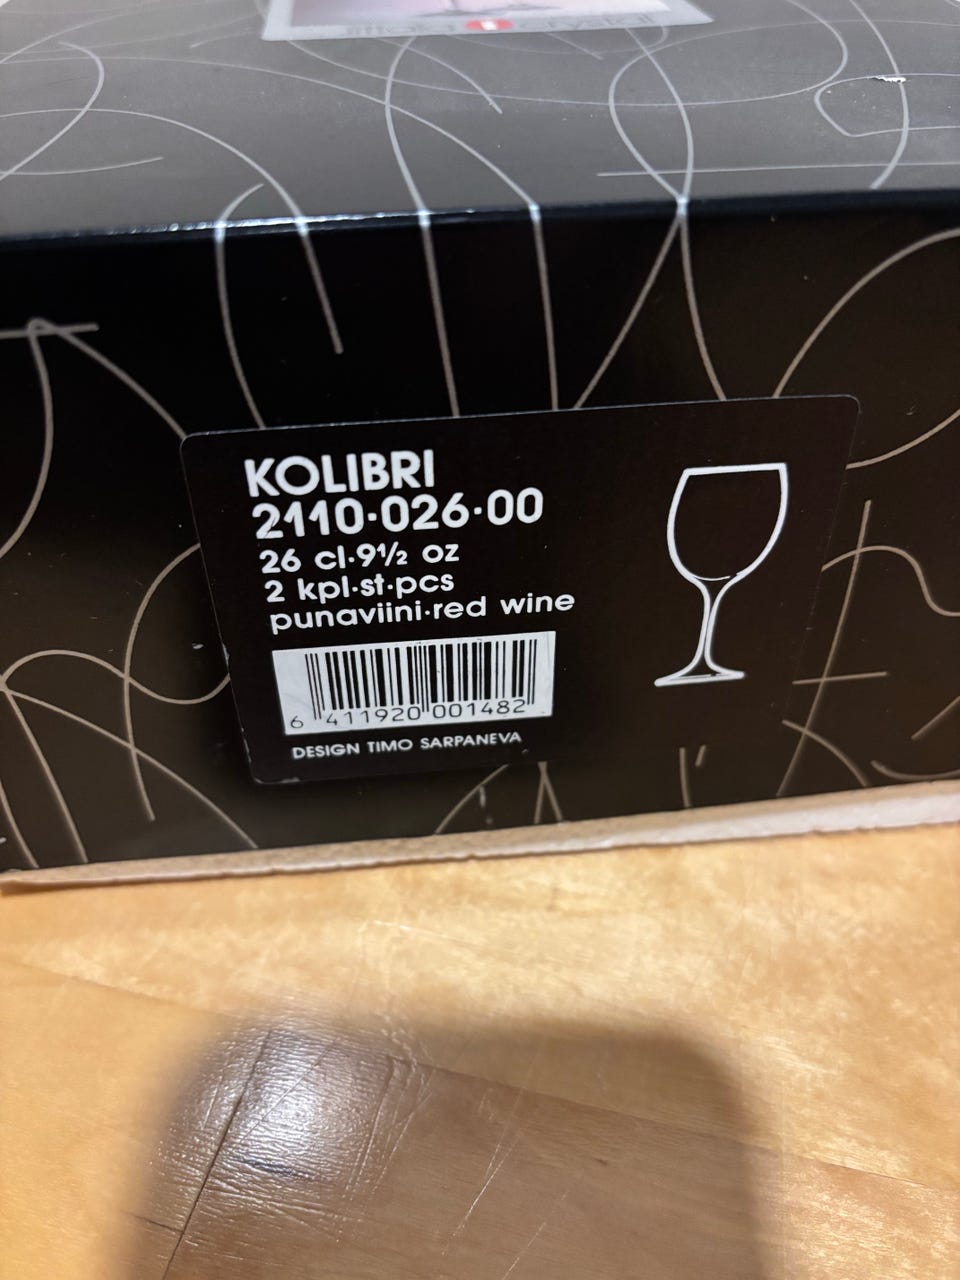 KOLIBRI
2110·026·00
26 cl·9½ oz
2 kpl·st·pcs
punaviini·red wine
6 411920 001482
DESIGN TIMO SARPANEVA